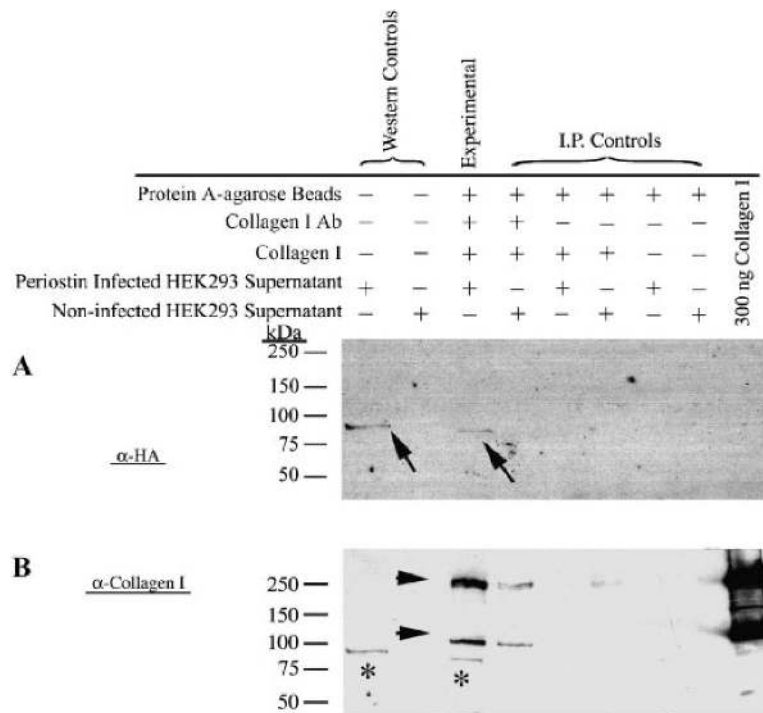 Western Controls
Experimental
I.P. Controls
300 ng Collagen I
Protein A-agarose Beads − − + + + + + +
Collagen I Ab − − + + − − − −
Collagen I − − + + + + − −
Periostin Infected HEK293 Supernatant + − + − + − + −
Non-infected HEK293 Supernatant − + − + − + − +
kDa
A
250
150
100
75
50
α-HA
B
α-Collagen I
250
150
100
75
50
*
*